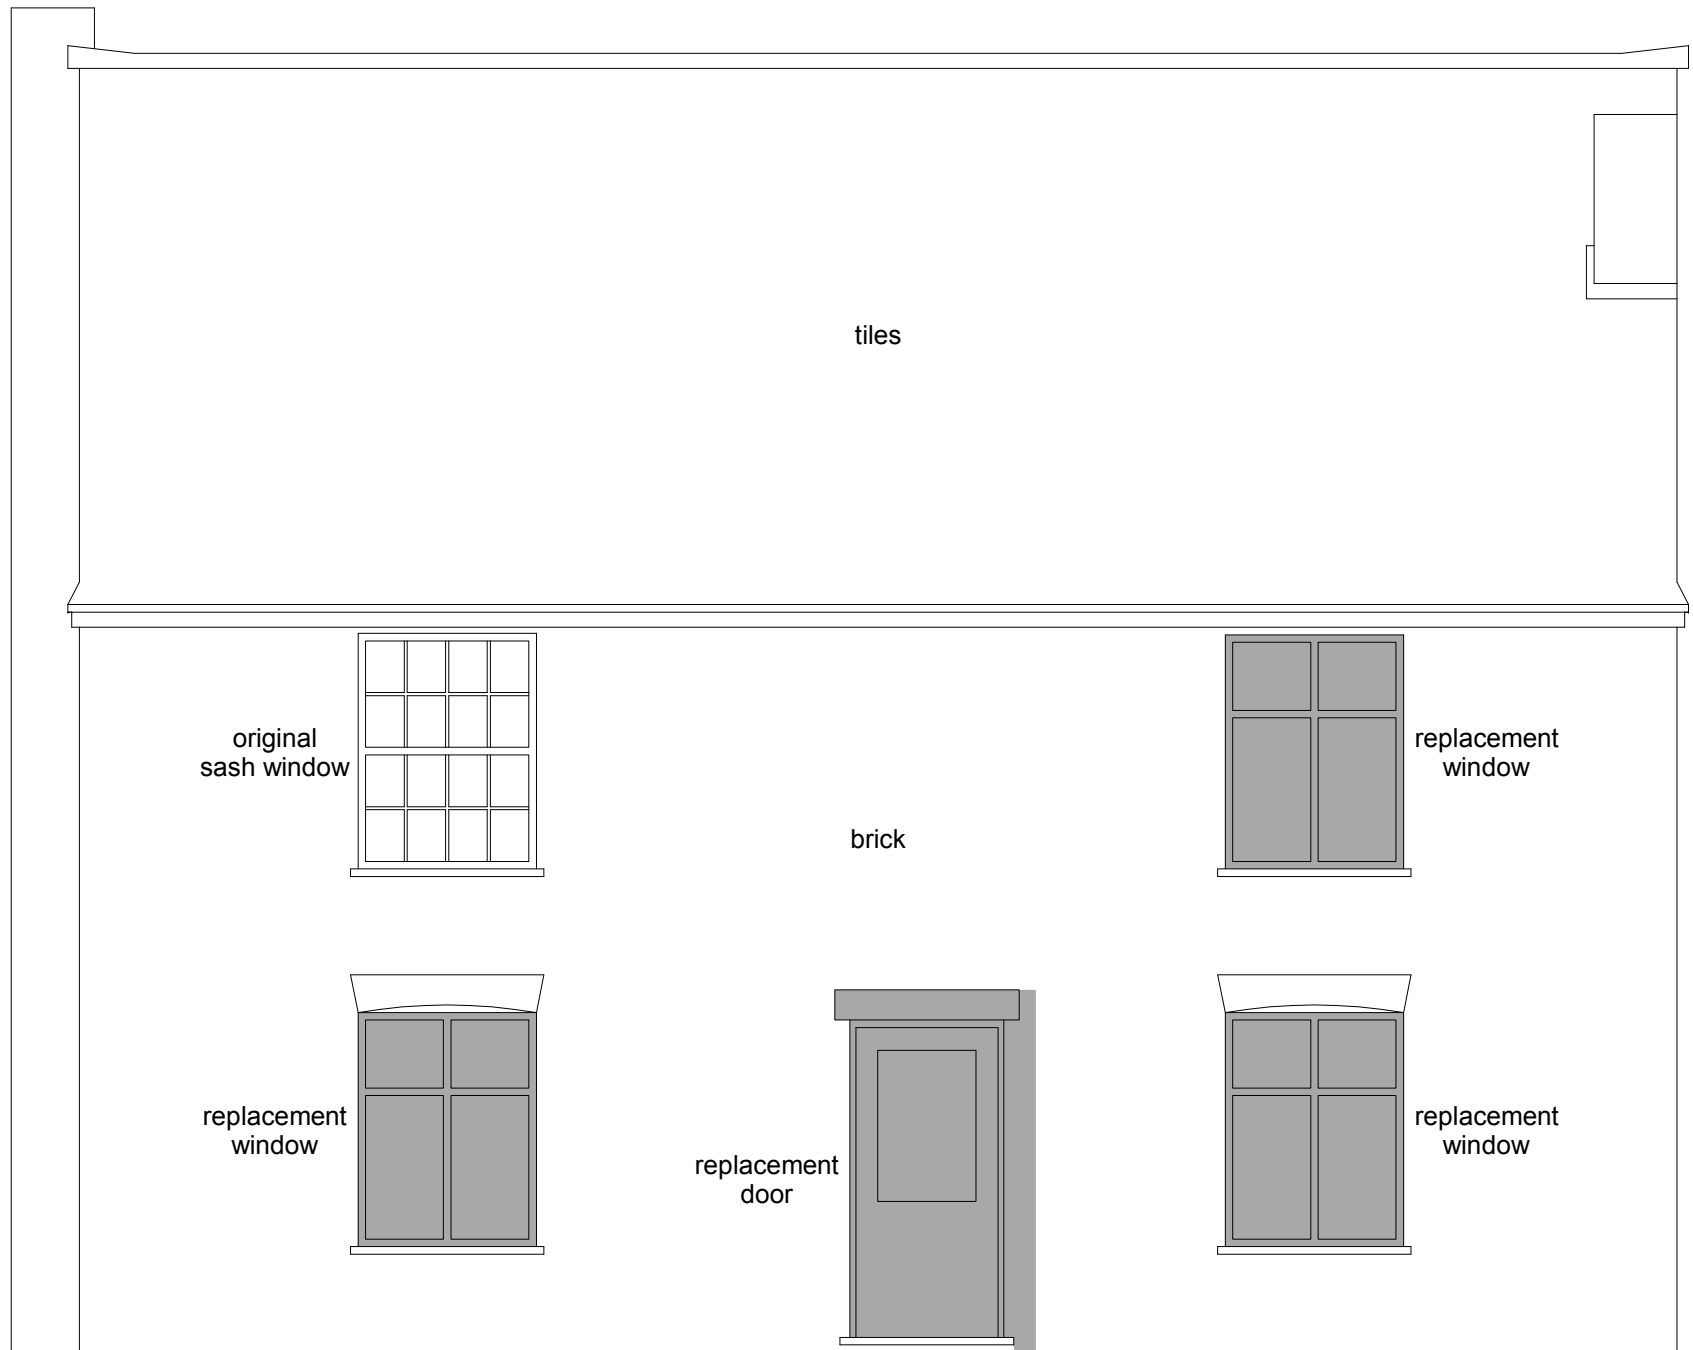 tiles
original
sash window
replacement
window
brick
replacement
window
replacement
door
replacement
window